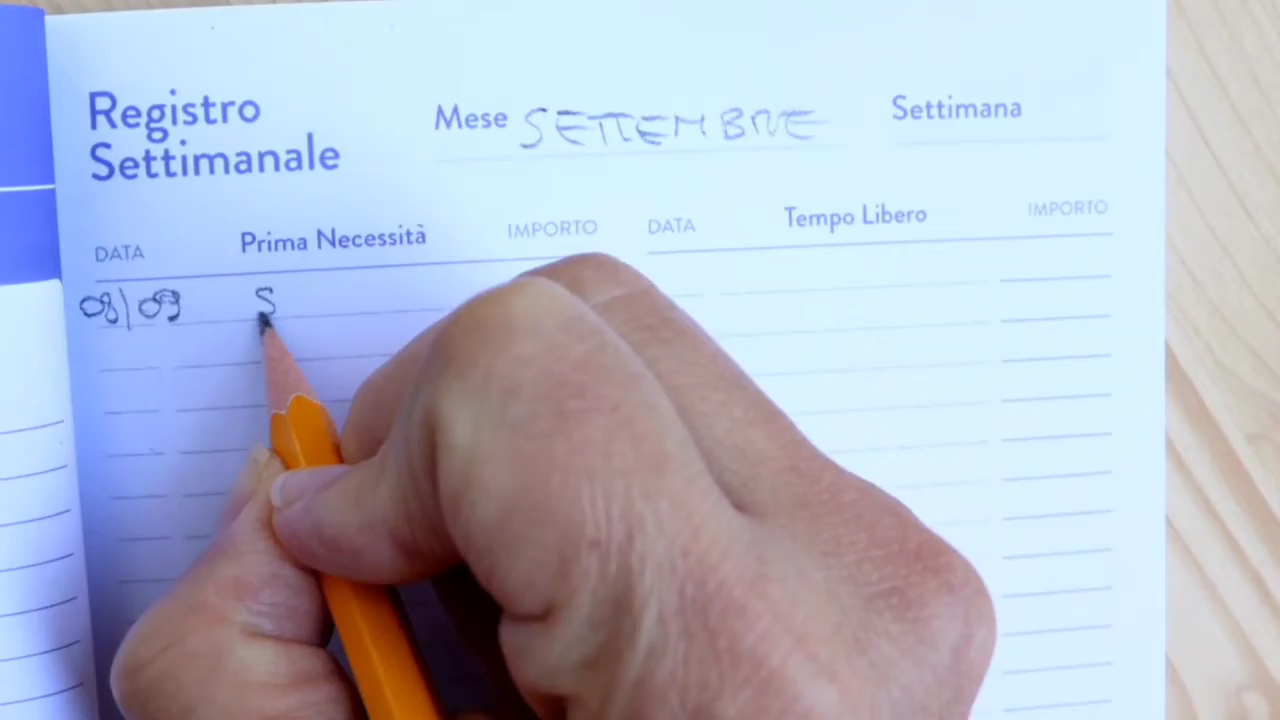 Registro
Settimanale
Mese SETTEMBRE
Settimana
DATA Prima Necessità IMPORTO
DATA Tempo Libero IMPORTO
08/09 S